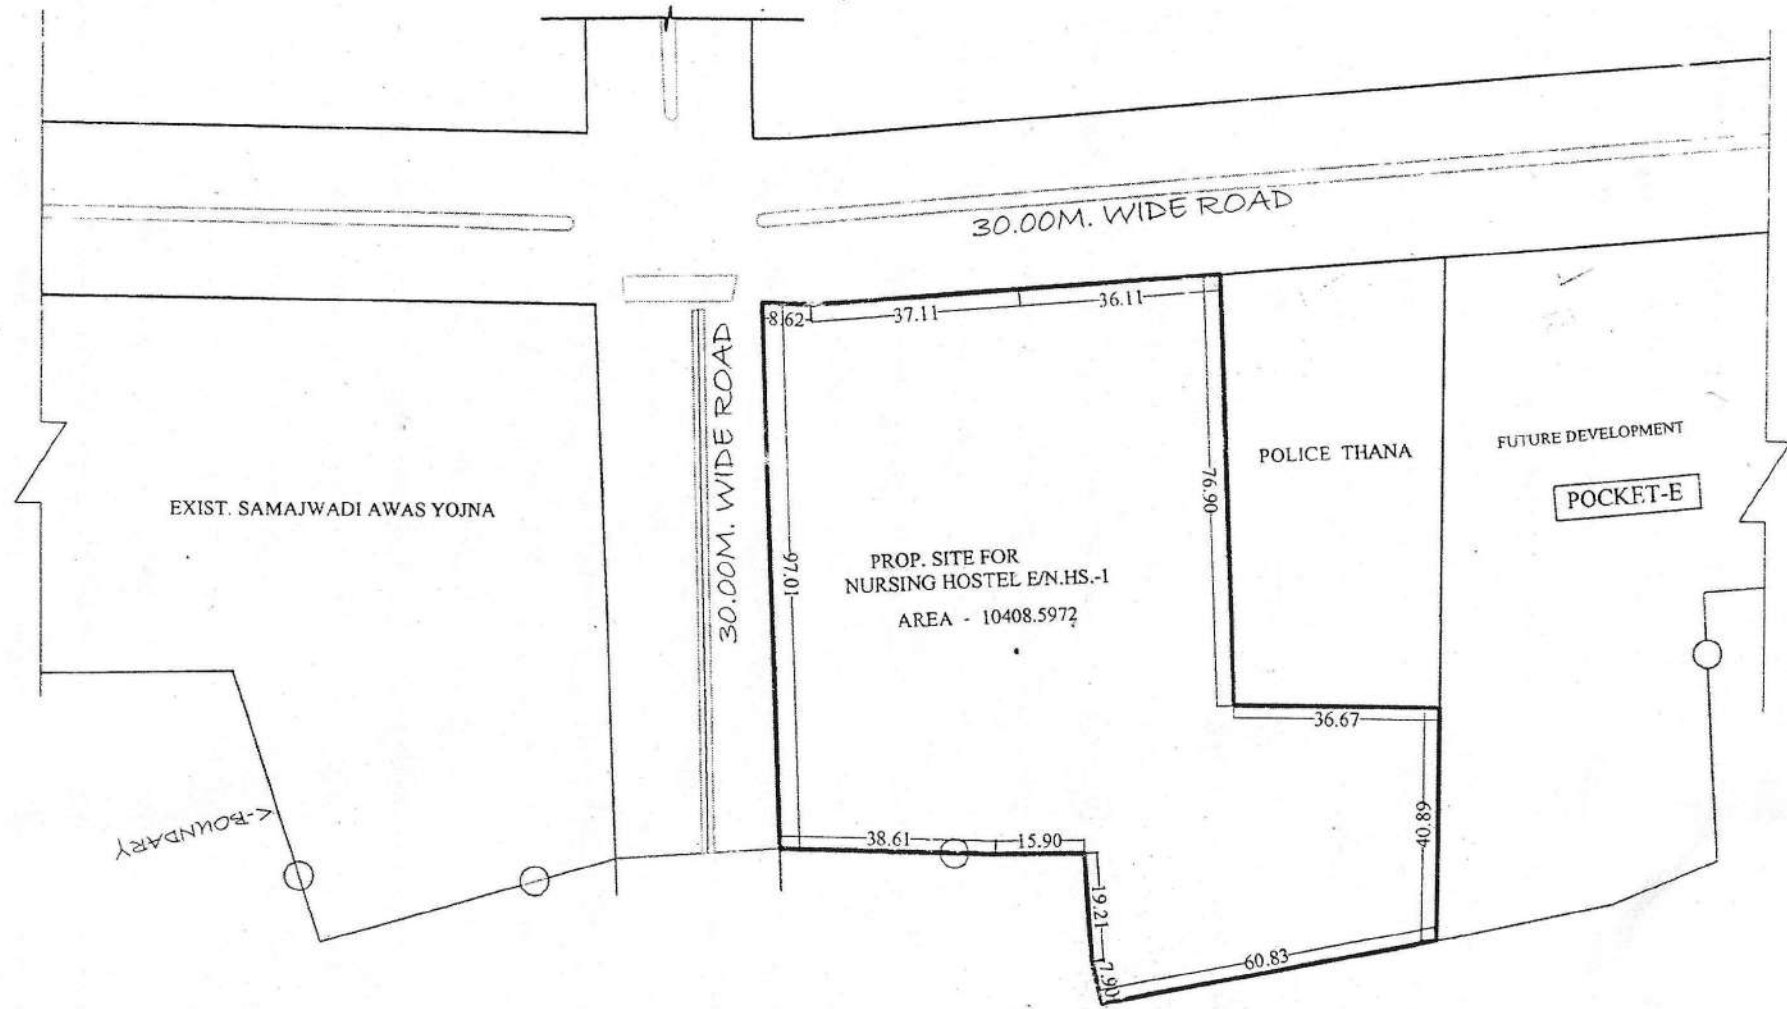 30.00M. WIDE ROAD
8.62
37.11
36.11
30.00M. WIDE ROAD
76.90
POLICE THANA
FUTURE DEVELOPMENT
POCKET-E
EXIST. SAMAJWADI AWAS YOJNA
97.01
PROP. SITE FOR
NURSING HOSTEL E/N.HS.-1
AREA - 10408.5972
36.67
<-BOUNDARY
38.61
15.90
40.89
19.21
60.83
7.90